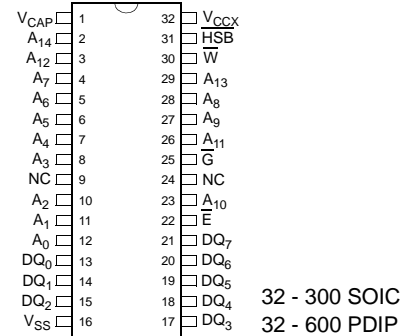 VCAP 1 32 VCCX
A14 2 31 HSB
A12 3 30 W
A7 4 29 A13
A6 5 28 A8
A5 6 27 A9
A4 7 26 A11
A3 8 25 G
NC 9 24 NC
A2 10 23 A10
A1 11 22 E
A0 12 21 DQ7
DQ0 13 20 DQ6
DQ1 14 19 DQ5
DQ2 15 18 DQ4
VSS 16 17 DQ3
32 - 300 SOIC
32 - 600 PDIP